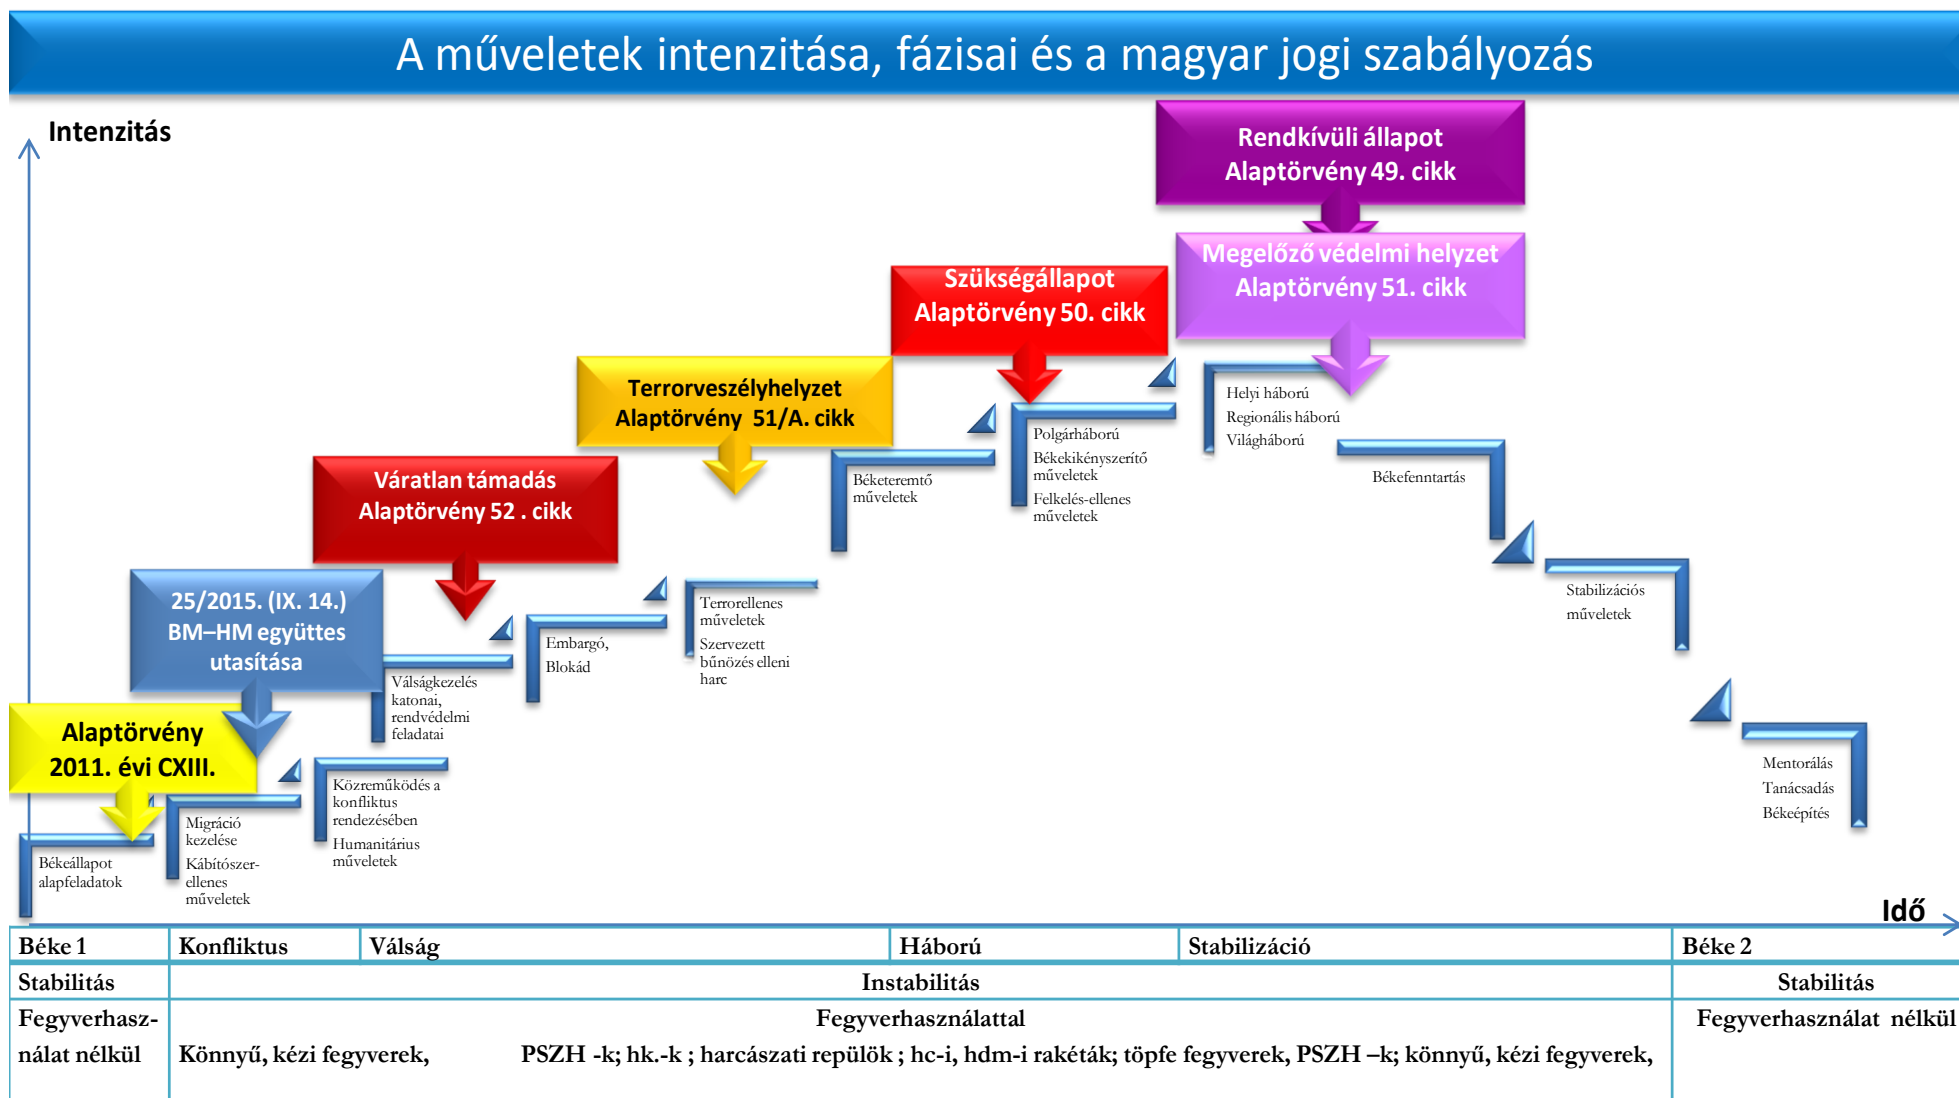 A műveletek intenzitása, fázisai és a magyar jogi szabályozás
Intenzitás
Rendkívüli állapot
Alaptörvény 49. cikk
Megelőző védelmi helyzet
Alaptörvény 51. cikk
Szükségállapot
Alaptörvény 50. cikk
Terrorveszélyhelyzet
Alaptörvény 51/A. cikk
Váratlan támadás
Alaptörvény 52 . cikk
25/2015. (IX. 14.)
BM–HM együttes
utasítása
Alaptörvény
2011. évi CXIII.
Békeállapot
alapfeladatok
Migráció
kezelése
Kábítószer-
ellenes
műveletek
Közreműködés a
konfliktus
rendezésében
Humanitárius
műveletek
Válságkezelés
katonai,
rendvédelmi
feladatai
Embargó,
Blokád
Terrorellenes
műveletek
Szervezett
bűnözés elleni
harc
Béketeremtő
műveletek
Polgárháború
Békekikényszerítő
műveletek
Felkelés-ellenes
műveletek
Helyi háború
Regionális háború
Világháború
Békefenntartás
Stabilizációs
műveletek
Mentorálás
Tanácsadás
Békeépítés
Idő
Béke 1 Konfliktus Válság Háború Stabilizáció Béke 2
Stabilitás Instabilitás Stabilitás
Fegyverhasz- Fegyverhasználattal Fegyverhasználat nélkül
nálat nélkül Könnyű, kézi fegyverek, PSZH -k; hk.-k ; harcászati repülök ; hc-i, hdm-i rakéták; töpfe fegyverek, PSZH –k; könnyű, kézi fegyverek,